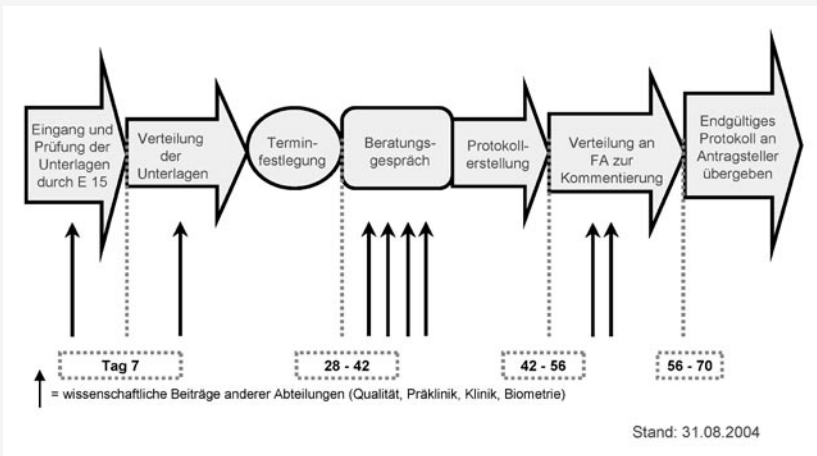 Eingang und
Prüfung der
Unterlagen
durch E 15
Verteilung
der
Unterlagen
Termin-
festlegung
Beratungs-
gespräch
Protokoll-
erstellung
Verteilung an
FA zur
Kommentierung
Endgültiges
Protokoll an
Antragsteller
übergeben
Tag 7
28 - 42
42 - 56
56 - 70
= wissenschaftliche Beiträge anderer Abteilungen (Qualität, Präklinik, Klinik, Biometrie)
Stand: 31.08.2004